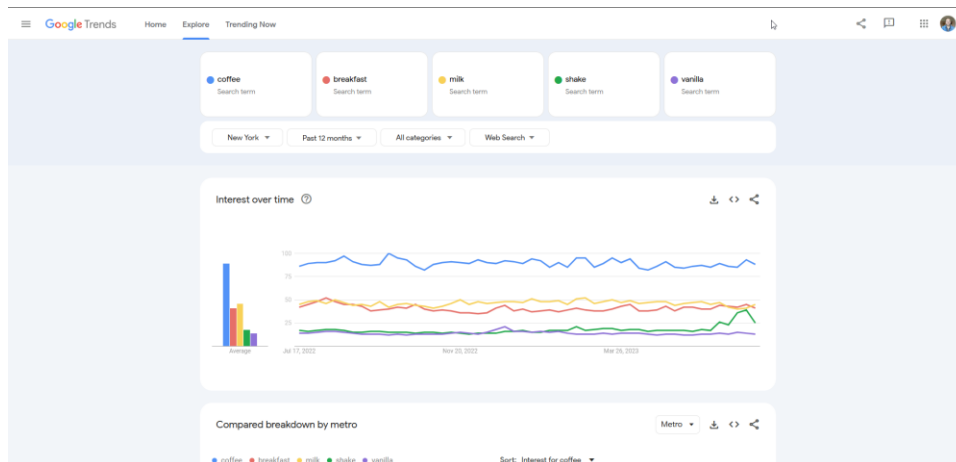 Google Trends Home Explore Trending Now
coffee
Search term
breakfast
Search term
milk
Search term
shake
Search term
vanilla
Search term
New York Past 12 months All categories Web Search
Interest over time
100
75
50
25
Average Jul 17, 2022 Nov 20, 2022 Mar 26, 2023
Compared breakdown by metro Metro
coffee breakfast milk shake vanilla Sort: Interest for coffee